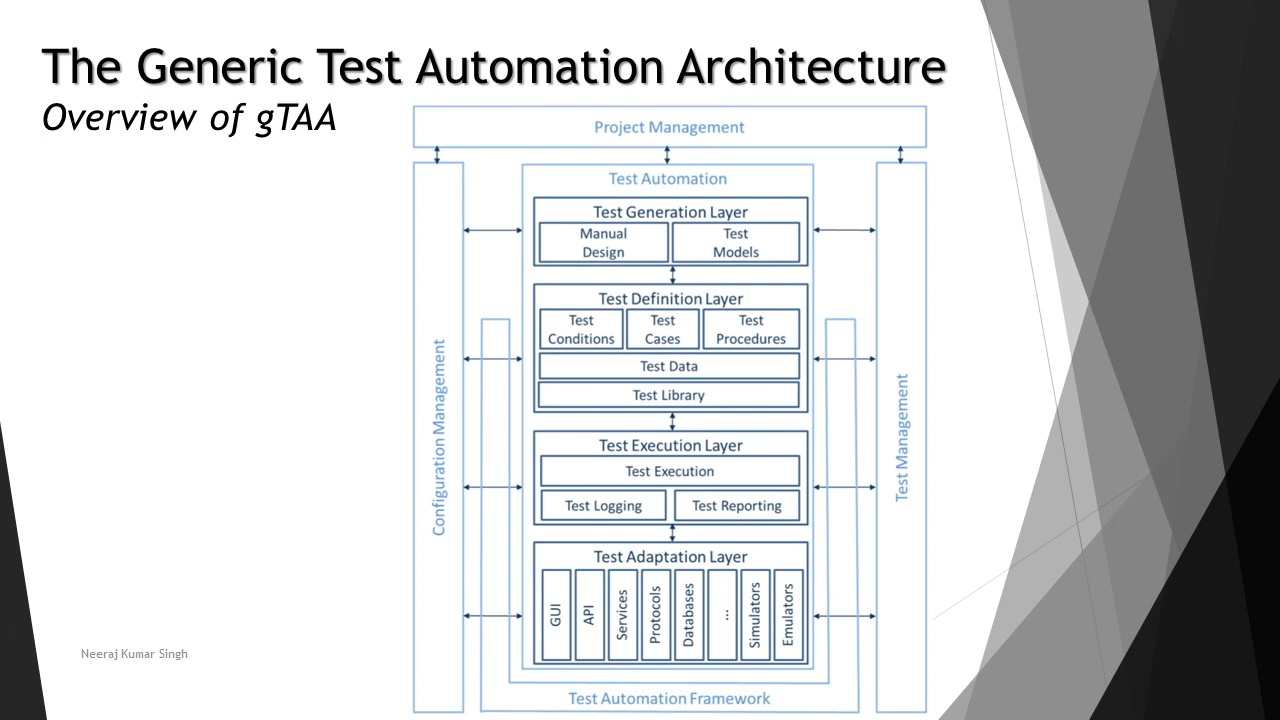 The Generic Test Automation Architecture
Overview of gTAA
Project Management
Configuration Management
Test Automation
Test Generation Layer
Manual
Design
Test
Models
Test Definition Layer
Test
Conditions
Test
Cases
Test
Procedures
Test Data
Test Library
Test Execution Layer
Test Execution
Test Logging
Test Reporting
Test Adaptation Layer
GUI
API
Services
Protocols
Databases
...
Simulators
Emulators
Test Automation Framework
Test Management
Neeraj Kumar Singh